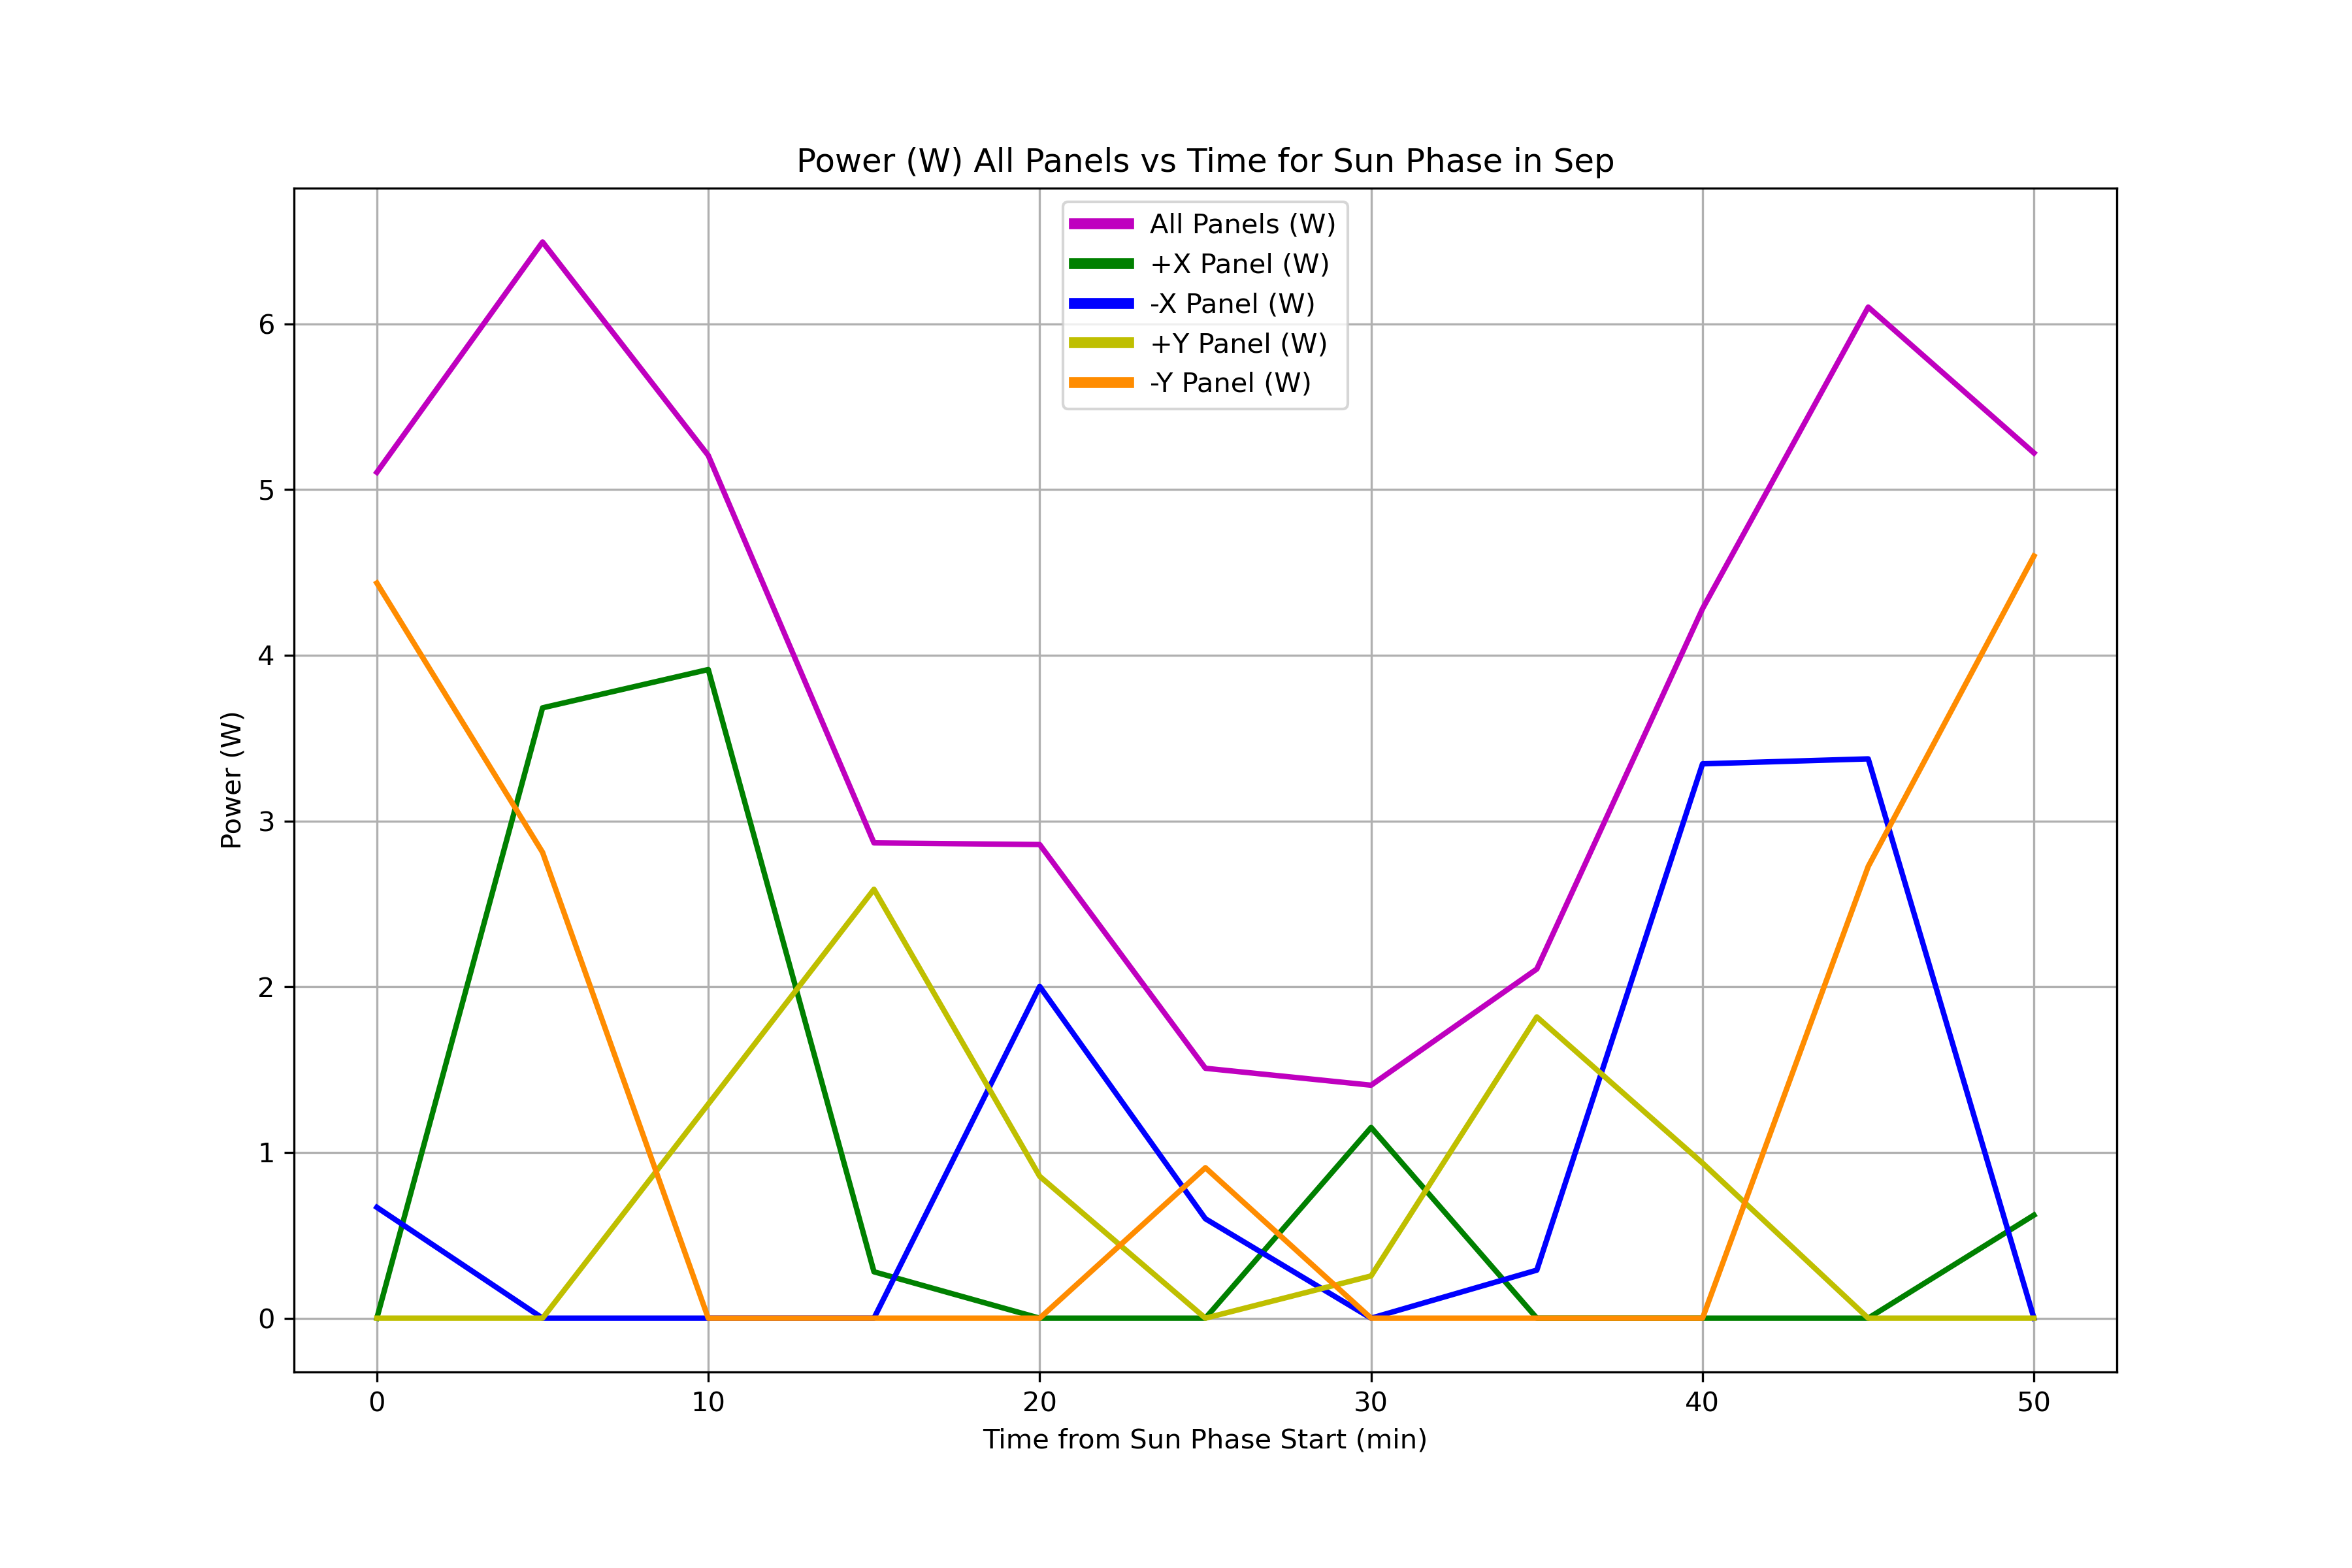 Power (W) All Panels vs Time for Sun Phase in Sep
All Panels (W)
+X Panel (W)
-X Panel (W)
+Y Panel (W)
-Y Panel (W)
6
5
4
3
2
1
0
Power (W)
0 10 20 30 40 50
Time from Sun Phase Start (min)